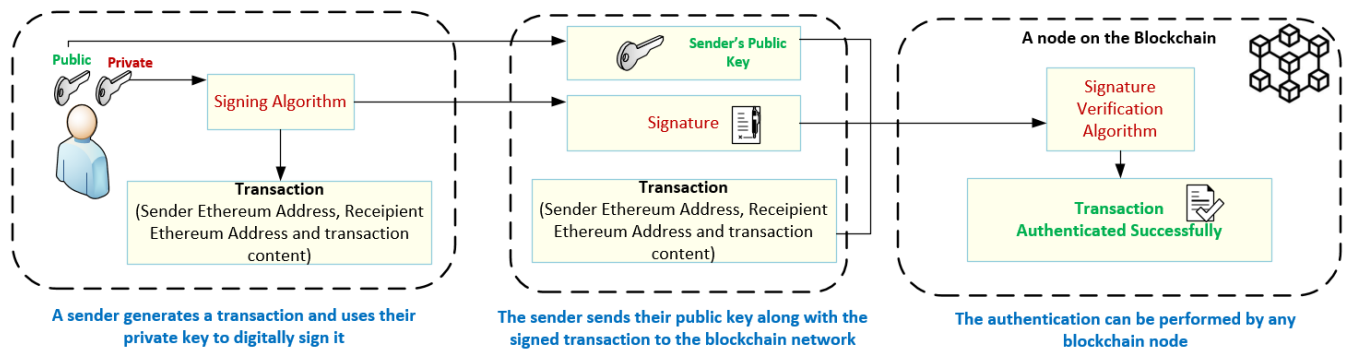 Public
Private
Signing Algorithm
Transaction
(Sender Ethereum Address, Receipient
Ethereum Address and transaction
content)
A sender generates a transaction and uses their
private key to digitally sign it
Sender's Public
Key
Signature
Transaction
(Sender Ethereum Address, Receipient
Ethereum Address and transaction
content)
The sender sends their public key along with the
signed transaction to the blockchain network
A node on the Blockchain
Signature
Verification
Algorithm
Transaction
Authenticated Successfully
The authentication can be performed by any
blockchain node